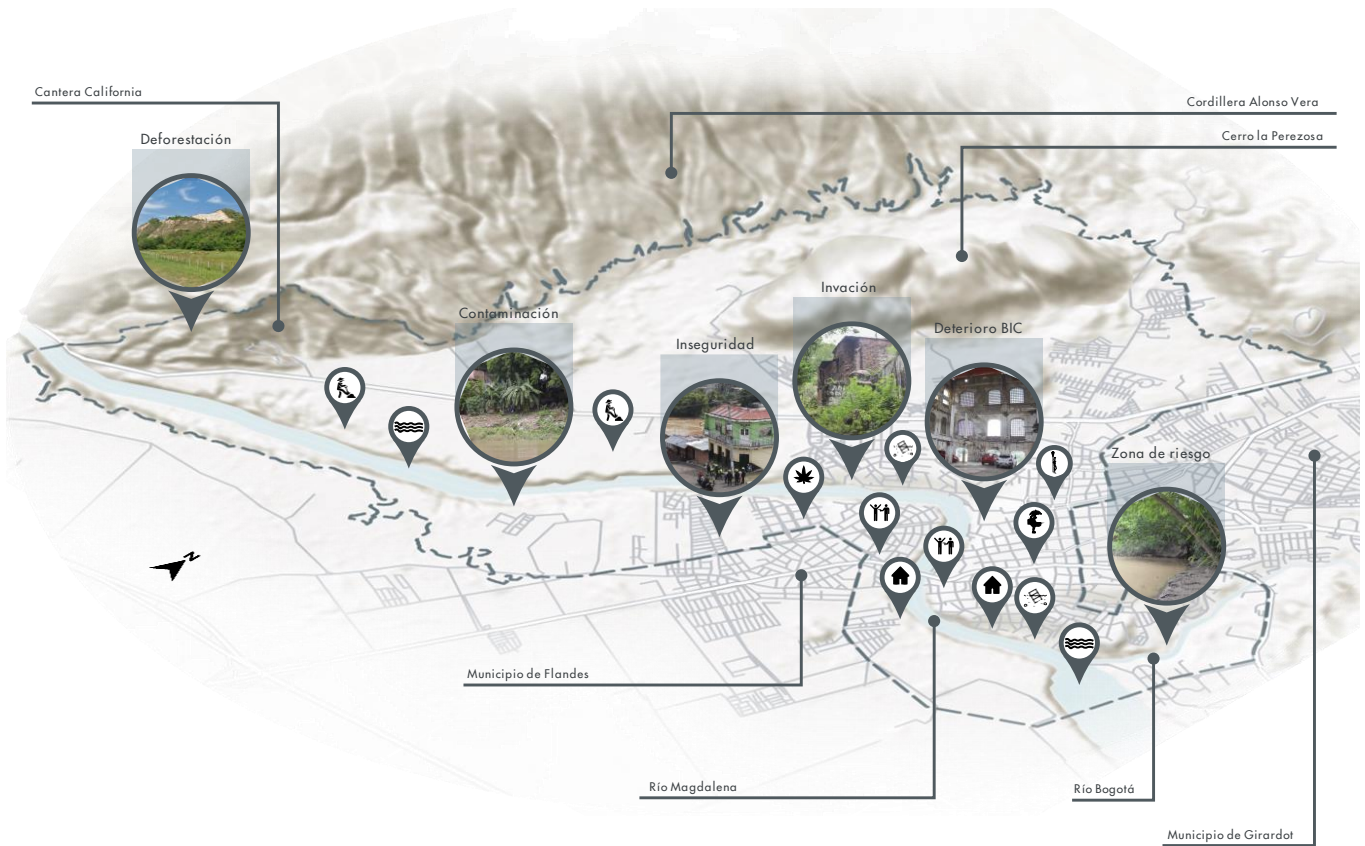 Cantera California
Cordillera Alonso Vera
Cerro la Perezosa
Deforestación
Invación
Contaminación
Deterioro BIC
Inseguridad
Zona de riesgo
N
Municipio de Flandes
Río Magdalena
Río Bogotá
Municipio de Girardot